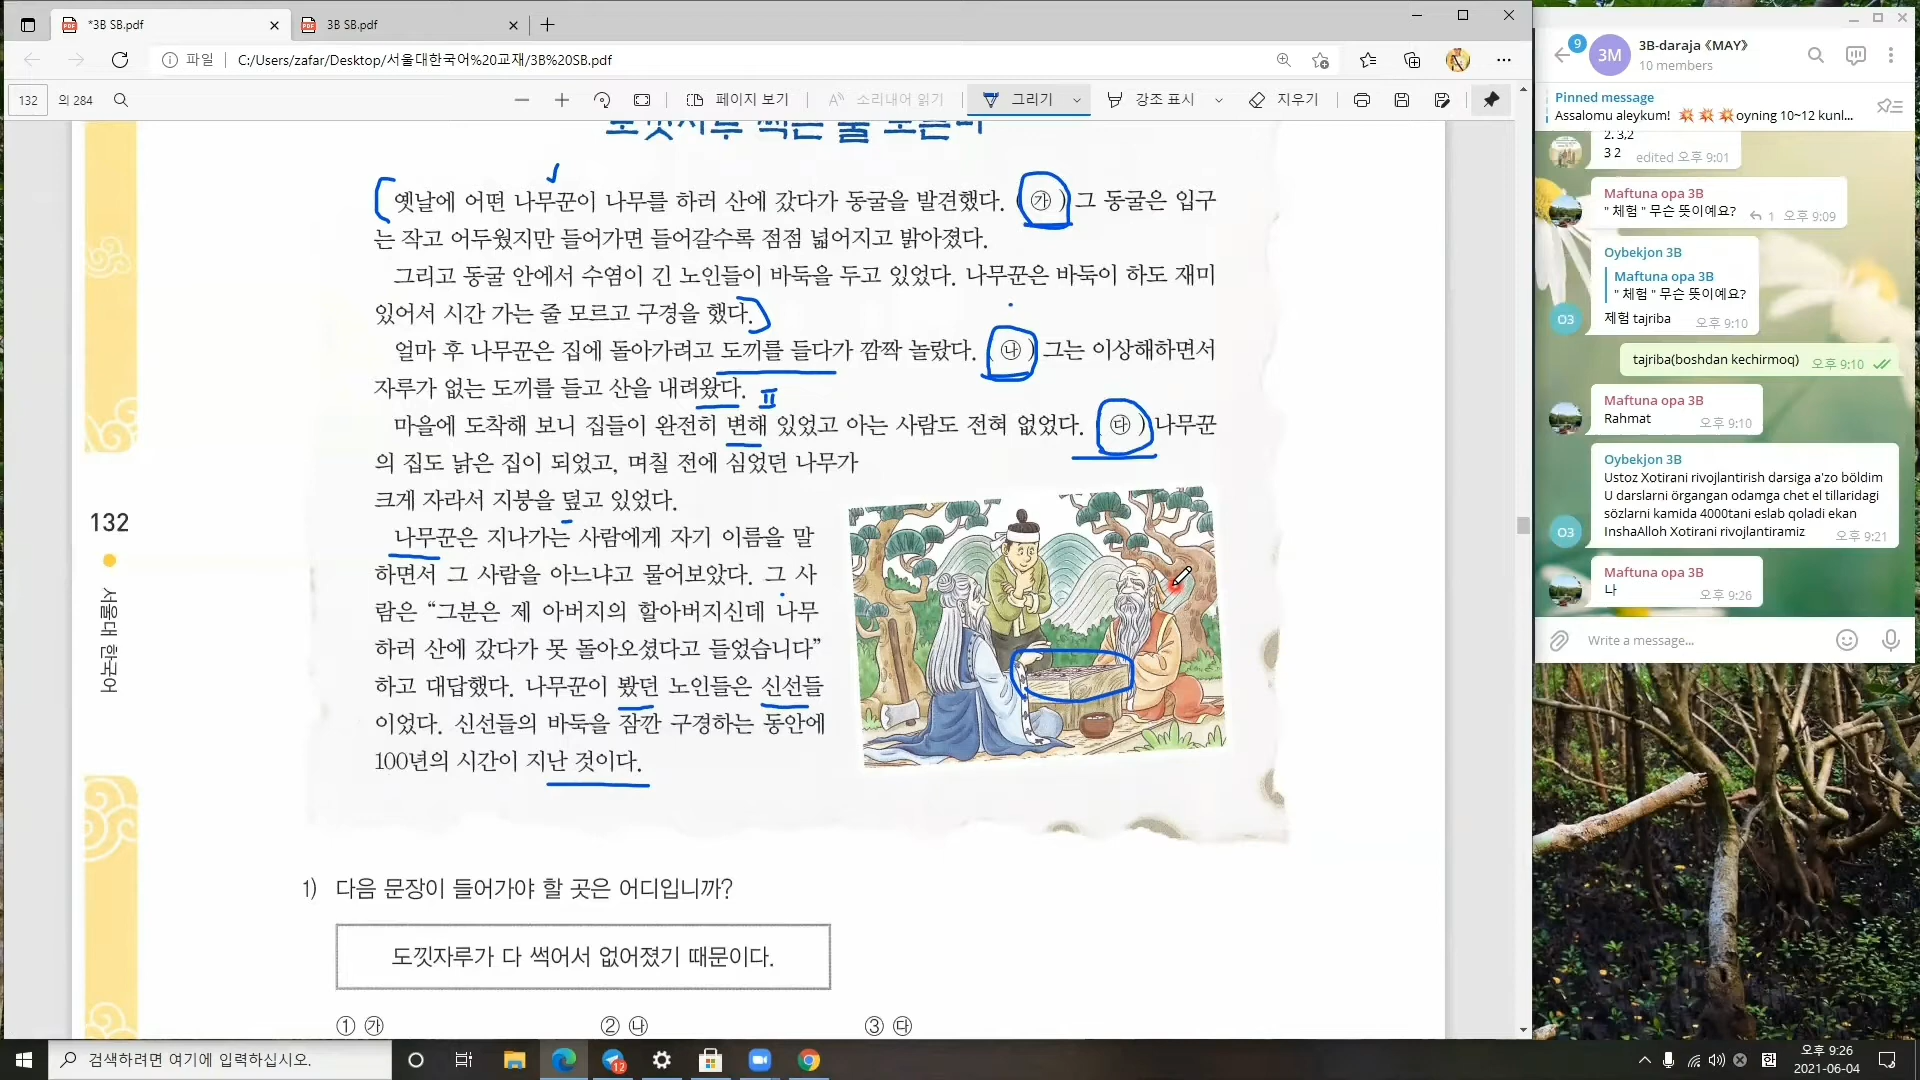 *3B SB.pdf
3B SB.pdf
파일 C:/Users/zafar/Desktop/서울대한국어%20교재/3B%20SB.pdf
132 의 284
페이지 보기
소리내어 읽기
그리기
강조 표시
지우기
도낏자루 썩는 줄 모른다
옛날에 어떤 나무꾼이 나무를 하러 산에 갔다가 동굴을 발견했다. ( ㉮ ) 그 동굴은 입구
는 작고 어두웠지만 들어가면 들어갈수록 점점 넓어지고 밝아졌다.
그리고 동굴 안에서 수염이 긴 노인들이 바둑을 두고 있었다. 나무꾼은 바둑이 하도 재미
있어서 시간 가는 줄 모르고 구경을 했다.
얼마 후 나무꾼은 집에 돌아가려고 도끼를 들다가 깜짝 놀랐다. ( ㉯ ) 그는 이상해하면서
자루가 없는 도끼를 들고 산을 내려왔다. II
마을에 도착해 보니 집들이 완전히 변해 있었고 아는 사람도 전혀 없었다. ( ㉰ ) 나무꾼
의 집도 낡은 집이 되었고, 며칠 전에 심었던 나무가
크게 자라서 지붕을 덮고 있었다.
나무꾼은 지나가는 사람에게 자기 이름을 말
하면서 그 사람을 아느냐고 물어보았다. 그 사
람은 “그분은 제 아버지의 할아버지신데 나무
하러 산에 갔다가 못 돌아오셨다고 들었습니다”
하고 대답했다. 나무꾼이 봤던 노인들은 신선들
이었다. 신선들의 바둑을 잠깐 구경하는 동안에
100년의 시간이 지난 것이다.
132
서울대 한국어
1) 다음 문장이 들어가야 할 곳은 어디입니까?
도낏자루가 다 썩어서 없어졌기 때문이다.
① ㉮ ② ㉯ ③ ㉰
9
3M
3B-daraja 《MAY》
10 members
Pinned message
Assalomu aleykum! 💥 💥 💥oyning 10~12 kunl...
2. 3,2
3 2 edited 오후 9:01
Maftuna opa 3B
" 체험 " 무슨 뜻이예요? 1 오후 9:09
Oybekjon 3B
Maftuna opa 3B
" 체험 " 무슨 뜻이예요?
제험 tajriba 오후 9:10
O3
tajriba(boshdan kechirmoq) 오후 9:10
Maftuna opa 3B
Rahmat 오후 9:10
Oybekjon 3B
Ustoz Xotirani rivojlantirish darsiga a'zo böldim
U darslarni örgangan odamga chet el tillaridagi
sözlarni kamida 4000tani eslab qoladi ekan
InshaAlloh Xotirani rivojlantiramiz 오후 9:21
O3
Maftuna opa 3B
나 오후 9:26
Write a message...
검색하려면 여기에 입력하십시오.
12
한
오후 9:26
2021-06-04